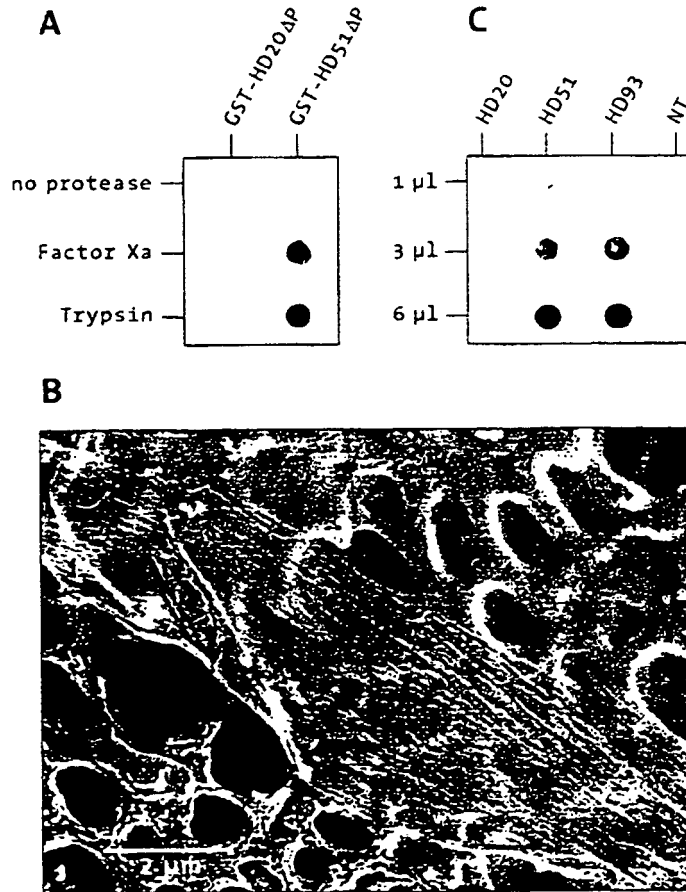 A
C
GST-HD20ΔP
GST-HD51ΔP
HD20
HD51
HD93
NT
no protease
Factor Xa
Trypsin
1 µl
3 µl
6 µl
B
2 µm